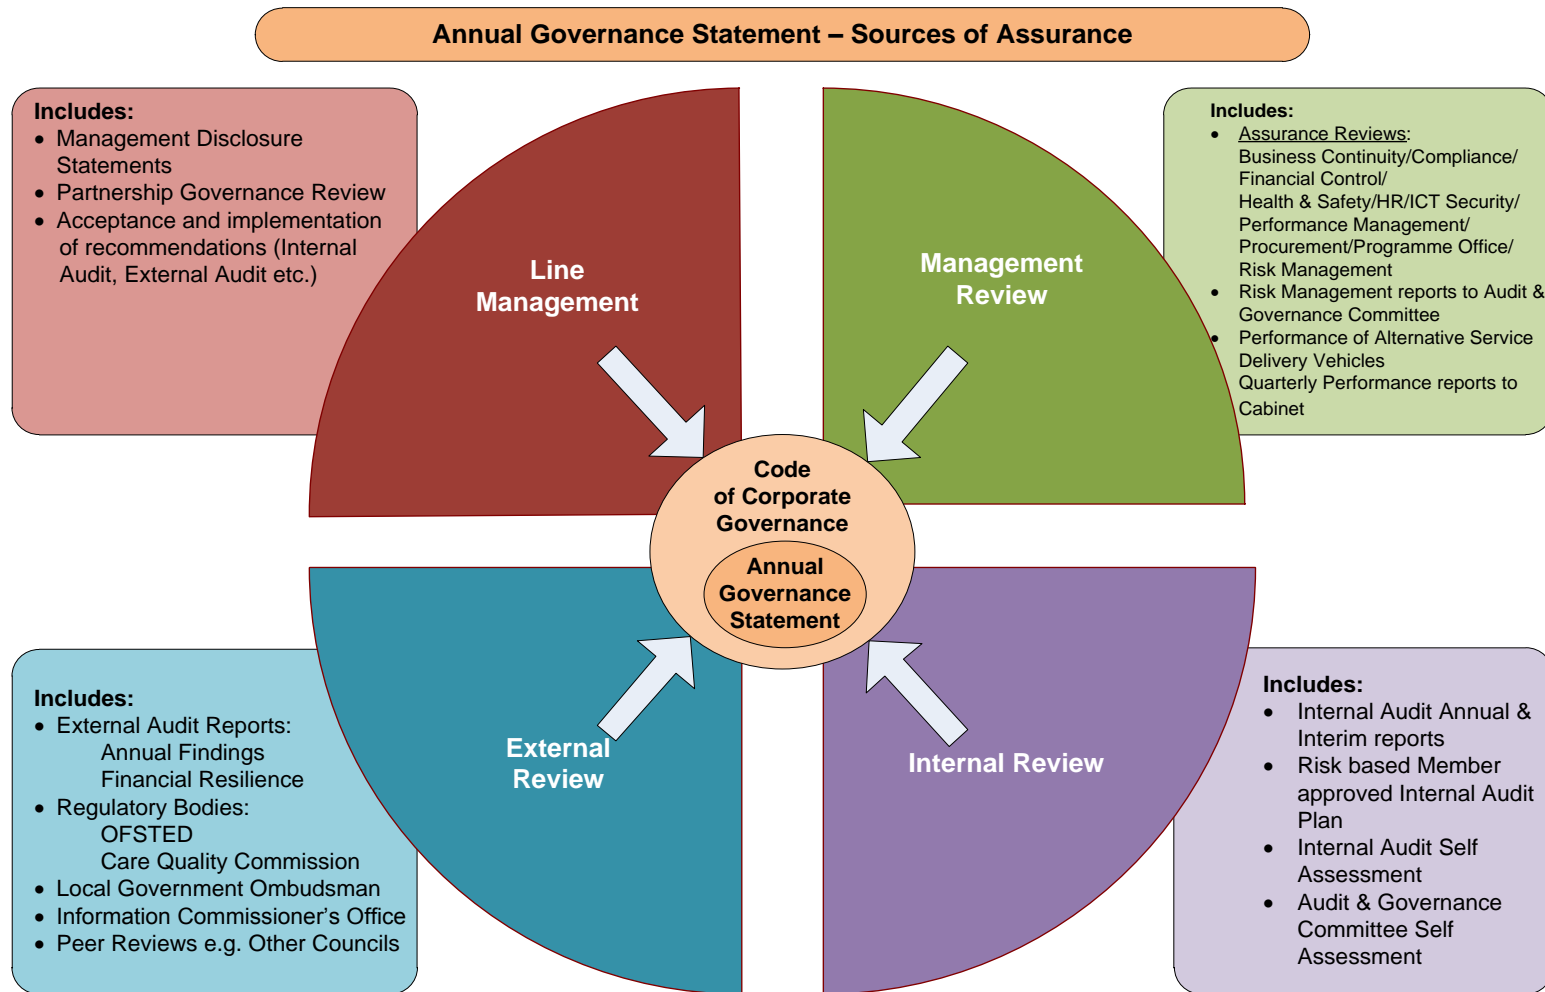 Annual Governance Statement – Sources of Assurance
Includes:
• Management Disclosure
Statements
• Partnership Governance Review
• Acceptance and implementation
of recommendations (Internal
Audit, External Audit etc.)
Line
Management
Management
Review
Includes:
• Assurance Reviews:
Business Continuity/Compliance/
Financial Control/
Health & Safety/HR/ICT Security/
Performance Management/
Procurement/Programme Office/
Risk Management
• Risk Management reports to Audit &
Governance Committee
• Performance of Alternative Service
Delivery Vehicles
Quarterly Performance reports to
Cabinet
Code
of Corporate
Governance
Annual
Governance
Statement
Includes:
• External Audit Reports:
Annual Findings
Financial Resilience
• Regulatory Bodies:
OFSTED
Care Quality Commission
• Local Government Ombudsman
• Information Commissioner's Office
• Peer Reviews e.g. Other Councils
External
Review
Internal Review
Includes:
• Internal Audit Annual &
Interim reports
• Risk based Member
approved Internal Audit
Plan
• Internal Audit Self
Assessment
• Audit & Governance
Committee Self
Assessment